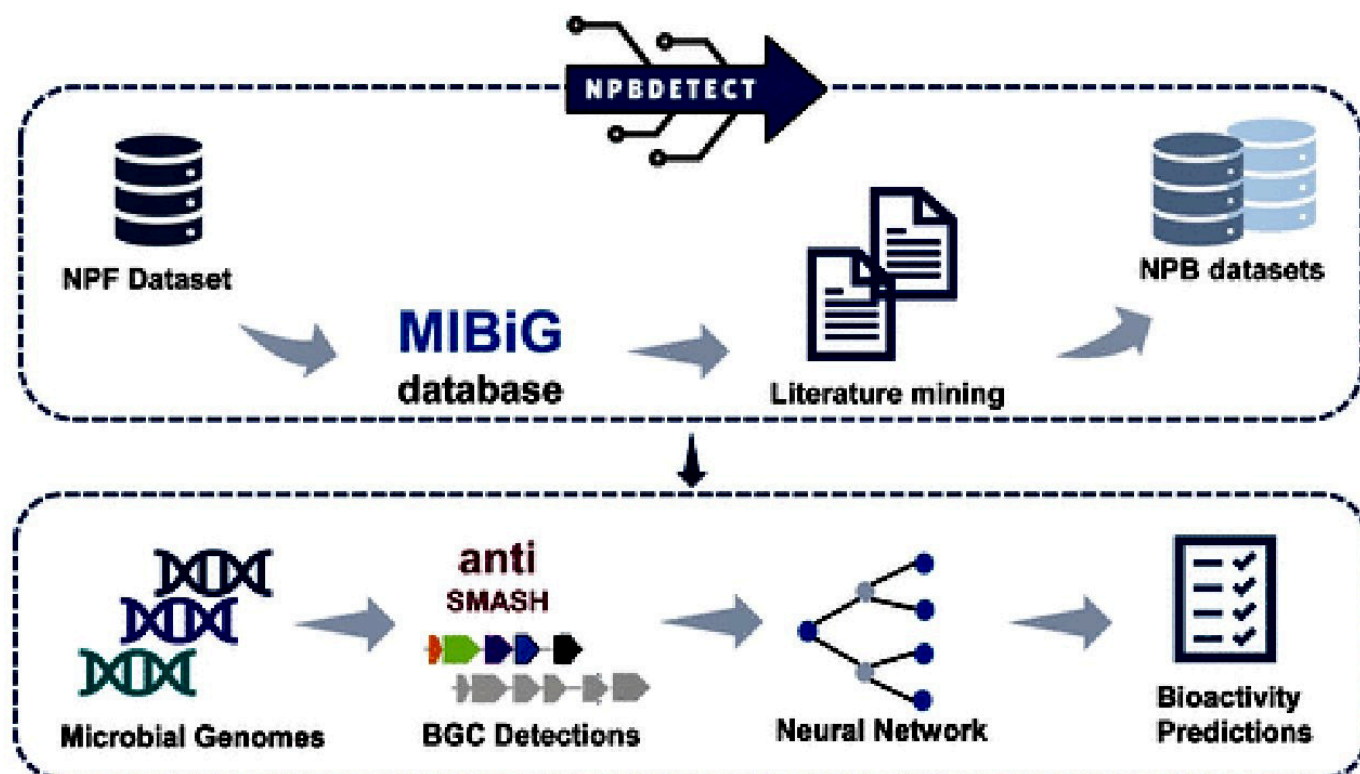 NPBDETECT
NPF Dataset
MIBiG
database
Literature mining
NPB datasets
anti
SMASH
Microbial Genomes
BGC Detections
Neural Network
Bioactivity
Predictions